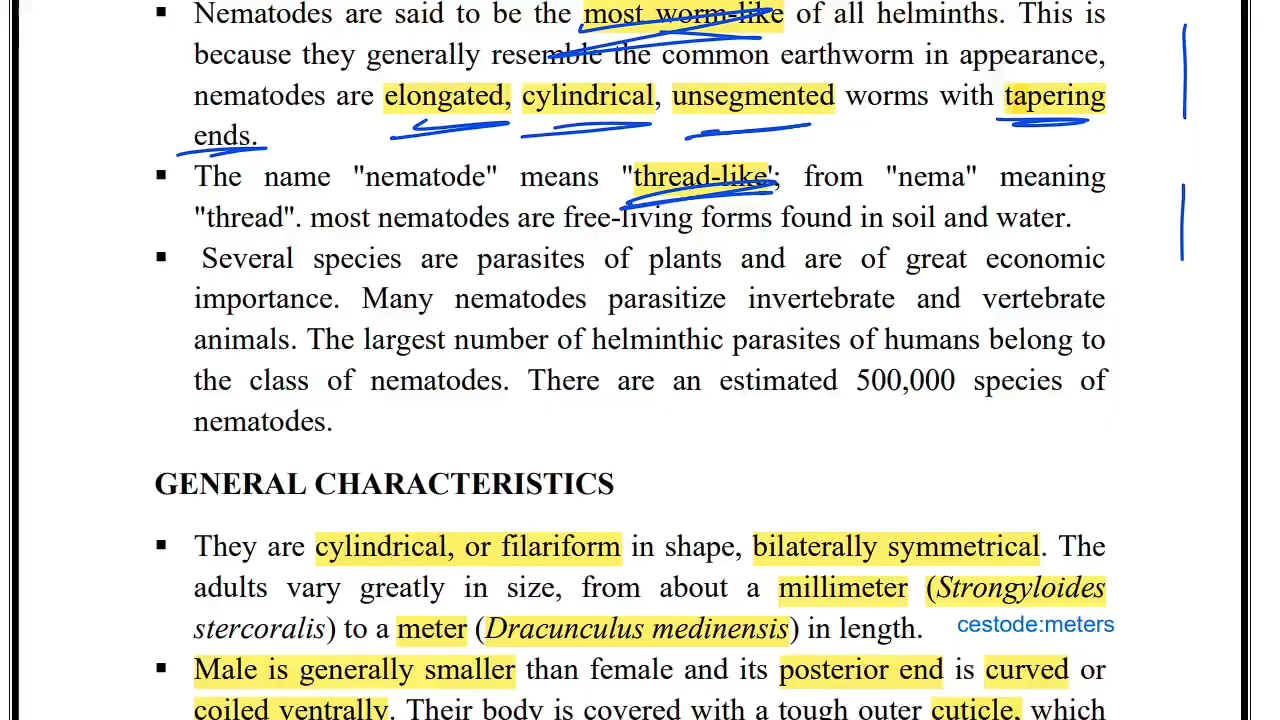 ▪ Nematodes are said to be the most worm-like of all helminths. This is
because they generally resemble the common earthworm in appearance,
nematodes are elongated, cylindrical, unsegmented worms with tapering
ends.
▪ The name "nematode" means "thread-like'; from "nema" meaning
"thread". most nematodes are free-living forms found in soil and water.
▪ Several species are parasites of plants and are of great economic
importance. Many nematodes parasitize invertebrate and vertebrate
animals. The largest number of helminthic parasites of humans belong to
the class of nematodes. There are an estimated 500,000 species of
nematodes.
GENERAL CHARACTERISTICS
▪ They are cylindrical, or filariform in shape, bilaterally symmetrical. The
adults vary greatly in size, from about a millimeter (Strongyloides
stercoralis) to a meter (Dracunculus medinensis) in length. cestode:meters
▪ Male is generally smaller than female and its posterior end is curved or
coiled ventrally. Their body is covered with a tough outer cuticle, which